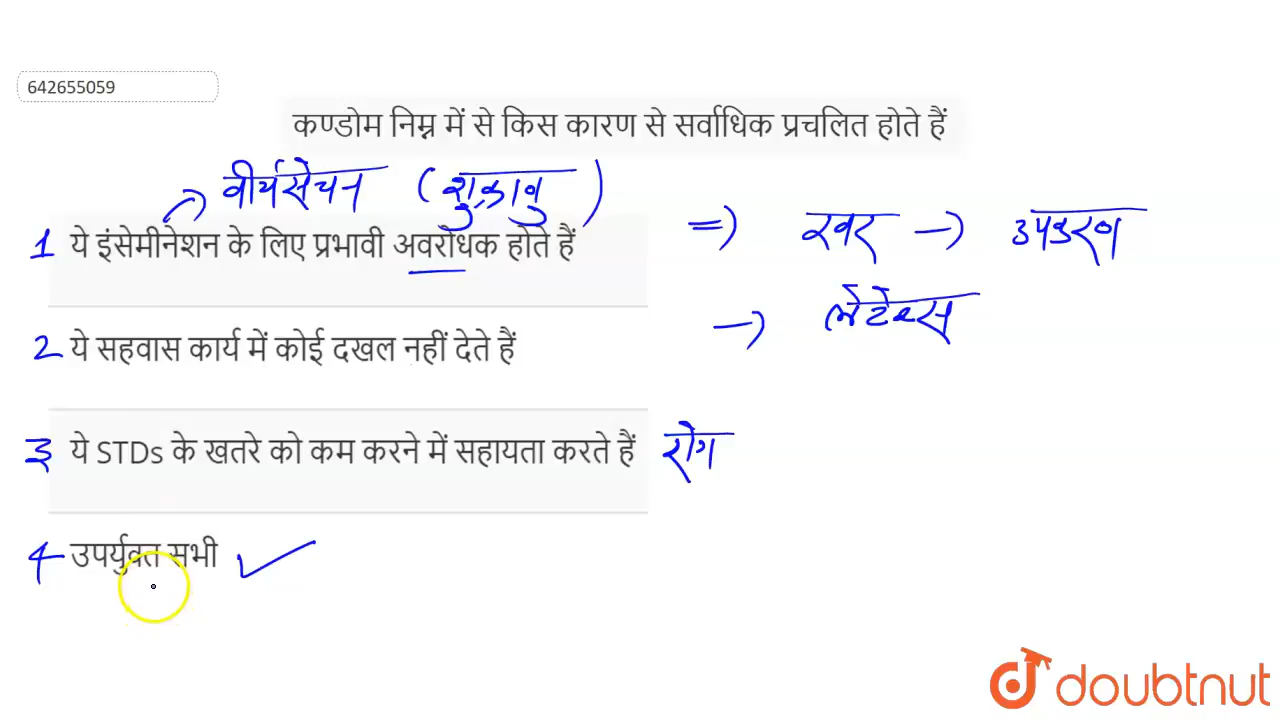 642655059
कण्डोम निम्न में से किस कारण से सर्वाधिक प्रचलित होते हैं
वीर्यसेचन (शुक्राणु)
1 ये इंसेमीनेशन के लिए प्रभावी अवरोधक होते हैं
=> रबर -> उपकरण
-> लेटेक्स
2 ये सहवास कार्य में कोई दखल नहीं देते हैं
3 ये STDs के खतरे को कम करने में सहायता करते हैं रोग
4 उपर्युक्त सभी
doubtnut